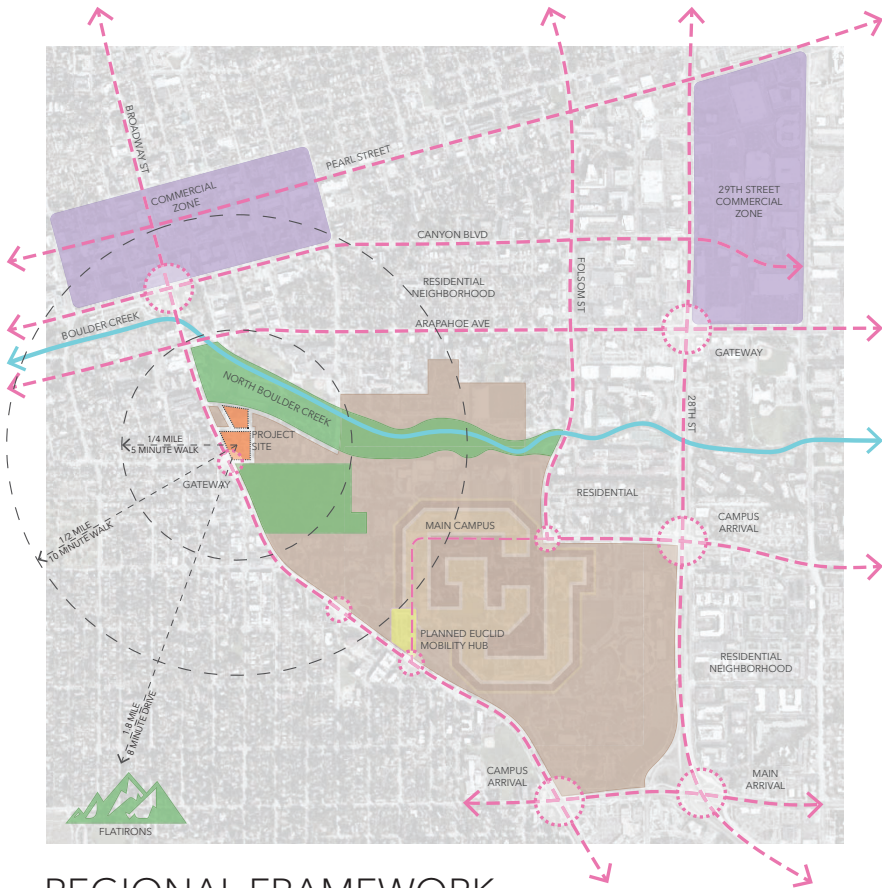 BROADWAY ST
PEARL STREET
COMMERCIAL
ZONE
29TH STREET
COMMERCIAL
ZONE
CANYON BLVD
FOLSOM ST
RESIDENTIAL
NEIGHBORHOOD
BOULDER CREEK
ARAPAHOE AVE
GATEWAY
NORTH BOULDER CREEK
28TH ST
1/4 MILE
5 MINUTE WALK
PROJECT
SITE
GATEWAY
RESIDENTIAL
1/2 MILE
10 MINUTE WALK
MAIN CAMPUS
CAMPUS
ARRIVAL
CU
PLANNED EUCLID
MOBILITY HUB
RESIDENTIAL
NEIGHBORHOOD
1.8 MILE
8 MINUTE DRIVE
CAMPUS
ARRIVAL
MAIN
ARRIVAL
FLATIRONS
REGIONAL FRAMEWORK